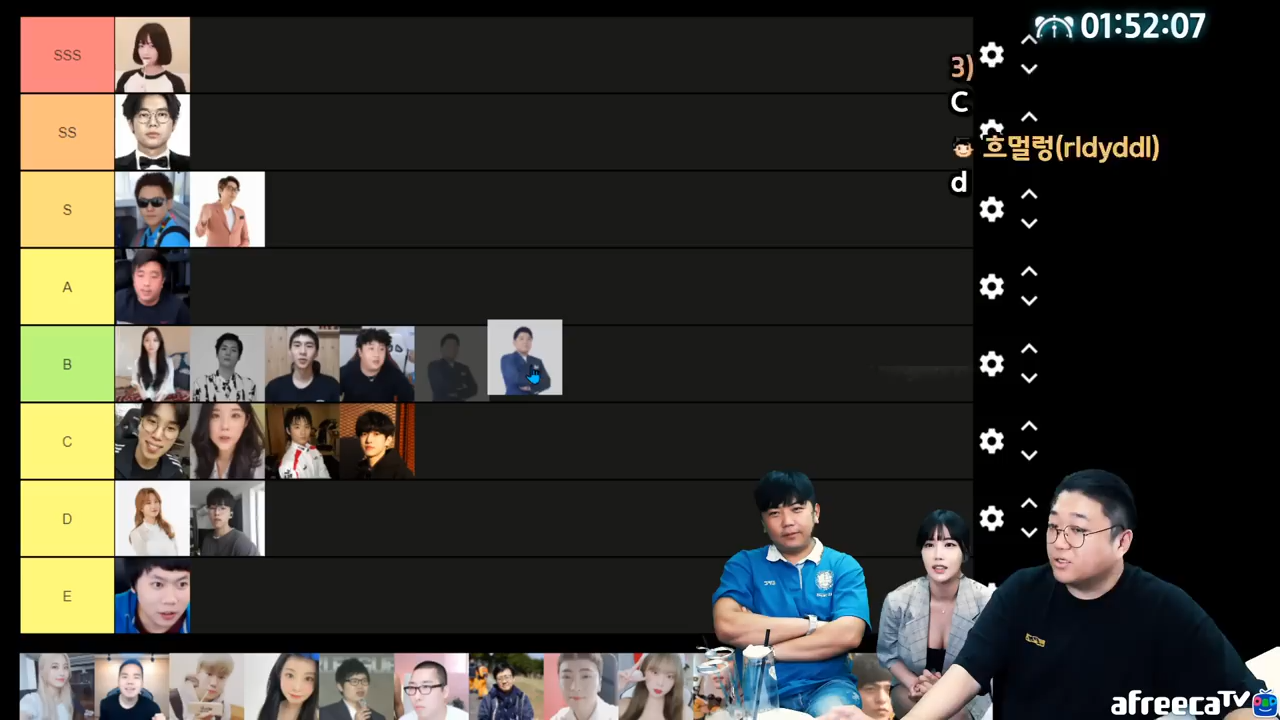 SSS
01:52:07
3)
C
SS
흐멀렁(rldyddl)
d
S
A
B
C
D
E
afreecaTV